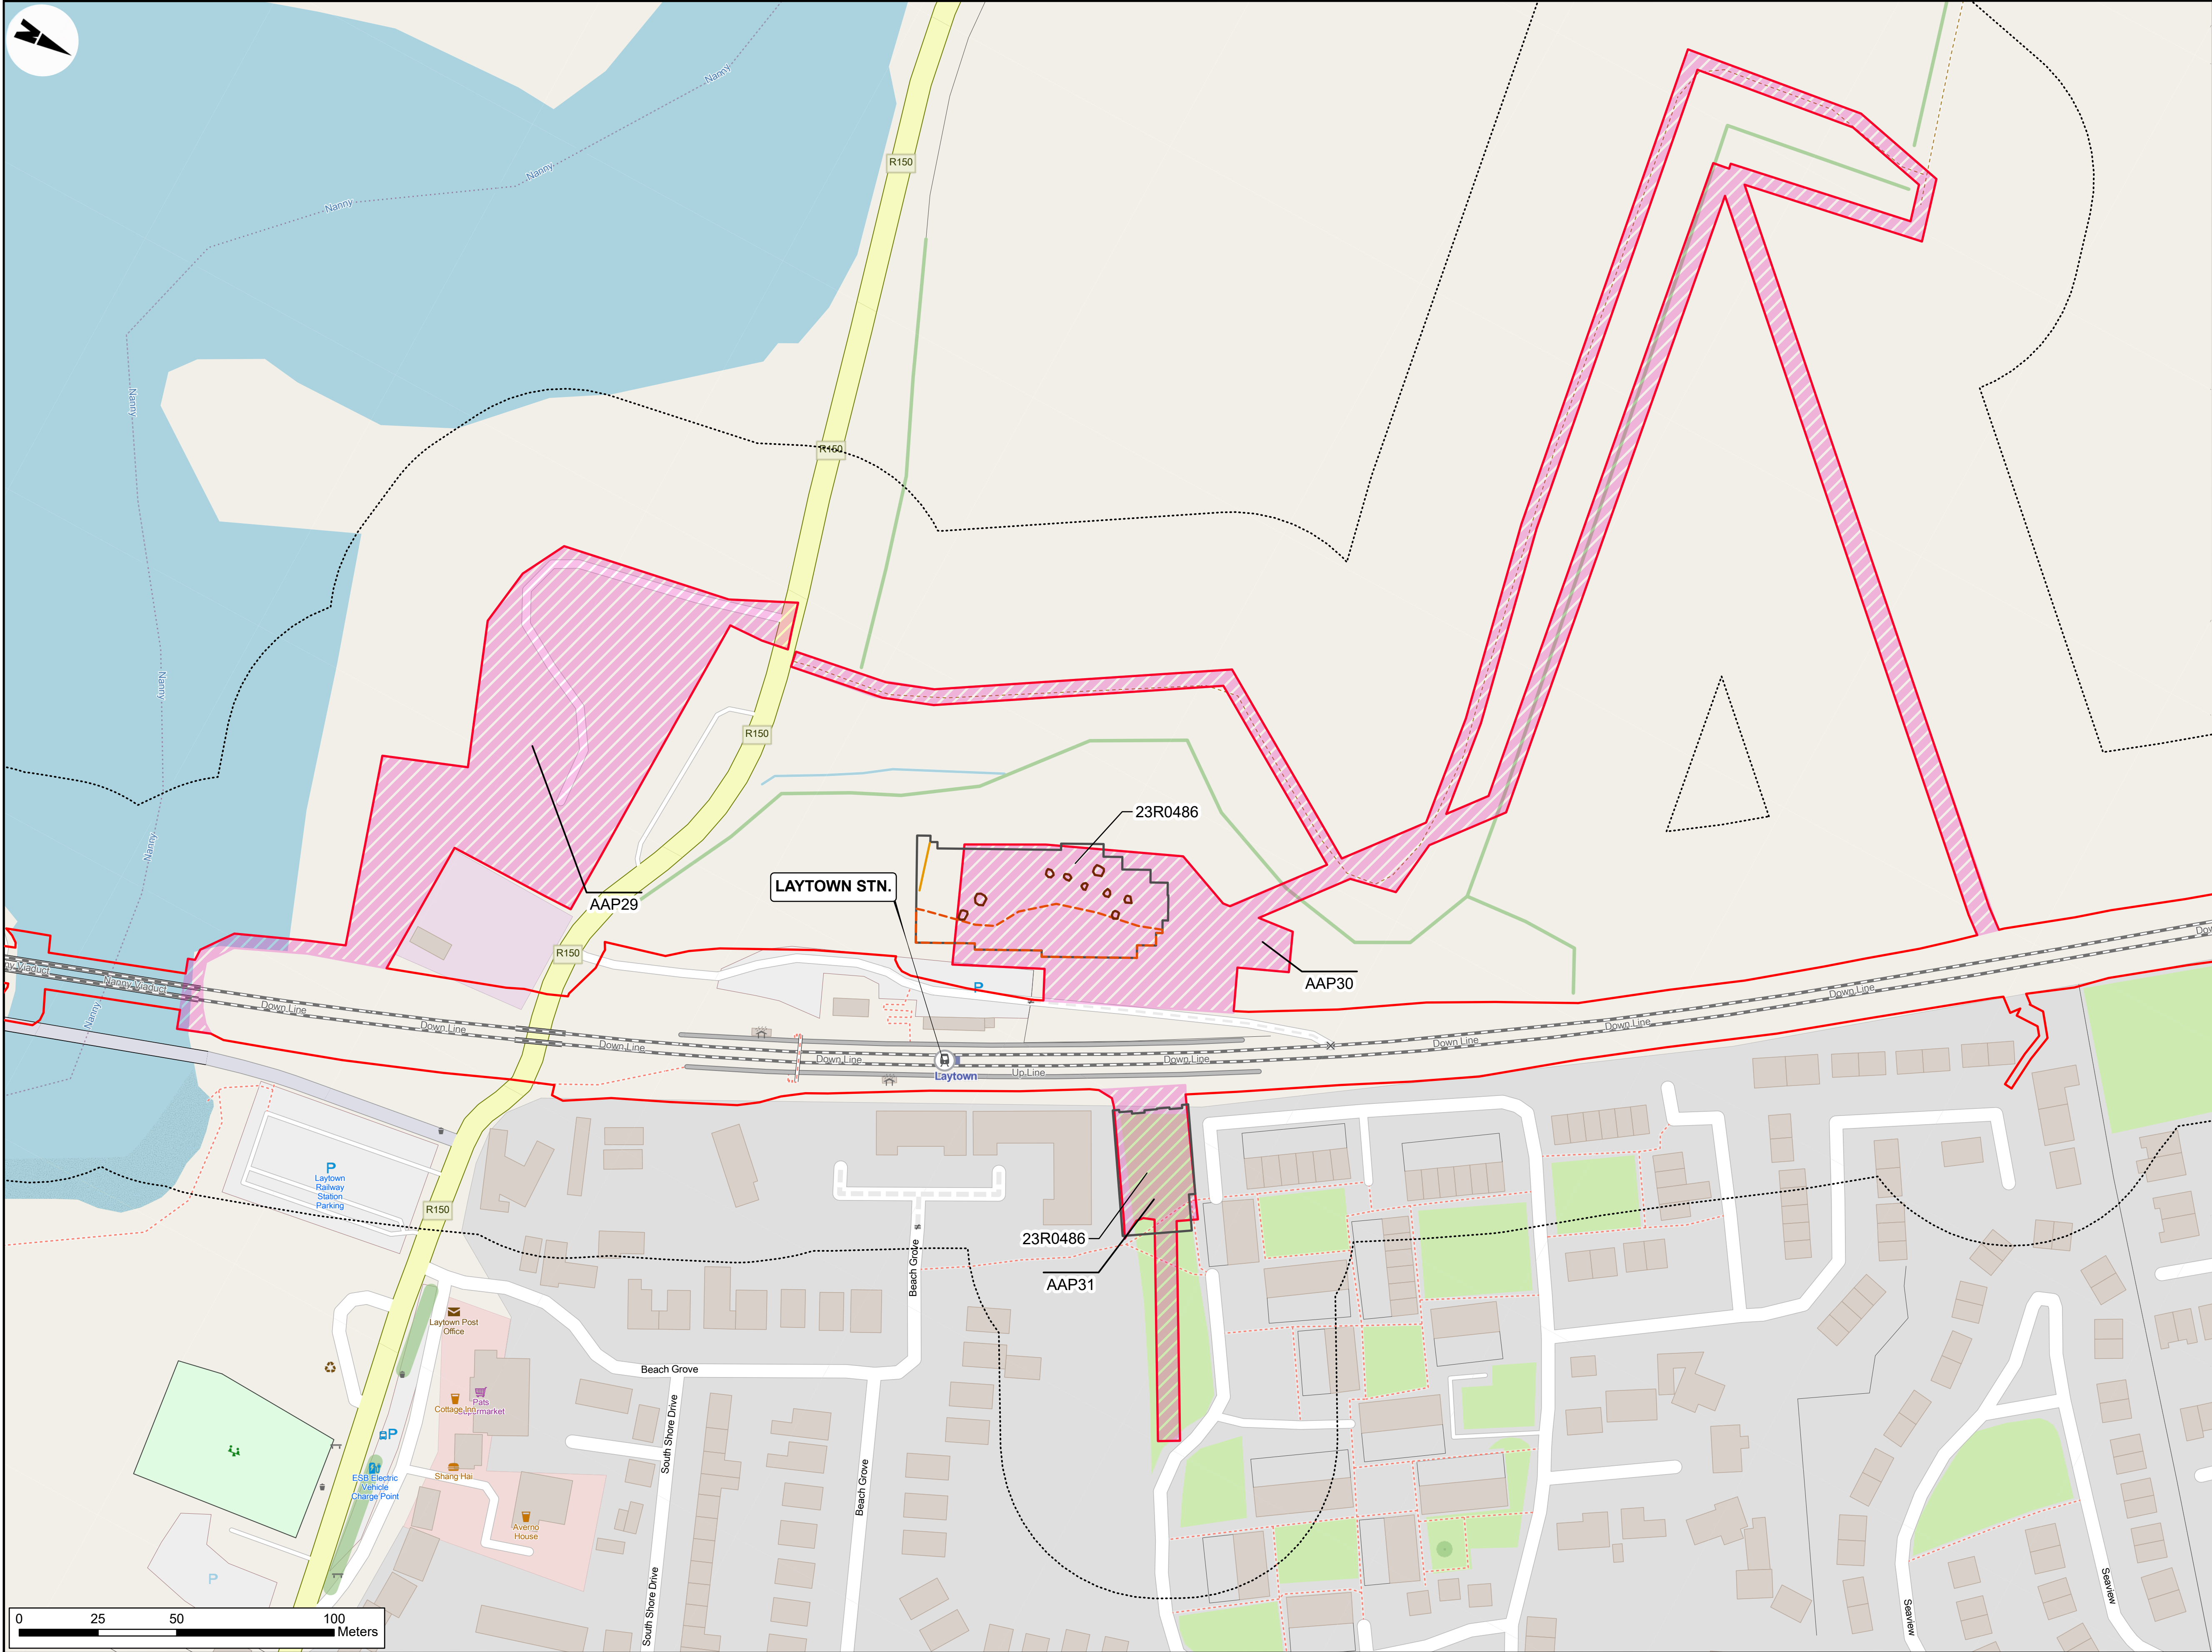 N
Nanny
Nanny
Nanny
R150
R150
Nanny
Nanny
R150
23R0486
Nanny
LAYTOWN STN.
AAP29
R150
P
AAP30
Nanny Viaduct
Nanny
Down Line
Down Line
Down Line
Down Line
Down Line
Down Line
Down Line
Down Line
Up Line
Laytown
P
Laytown
Railway
Station
Parking
R150
23R0486
AAP31
Beach Grove
Laytown Post
Office
Beach Grove
Pats
Supermarket
Cottage Inn
South Shore Drive
P
Shang Hai
ESB Electric
Vehicle
Charge Point
Averno
House
Beach Grove
P
South Shore Drive
Seaview
Seaview
0 25 50 100
Meters